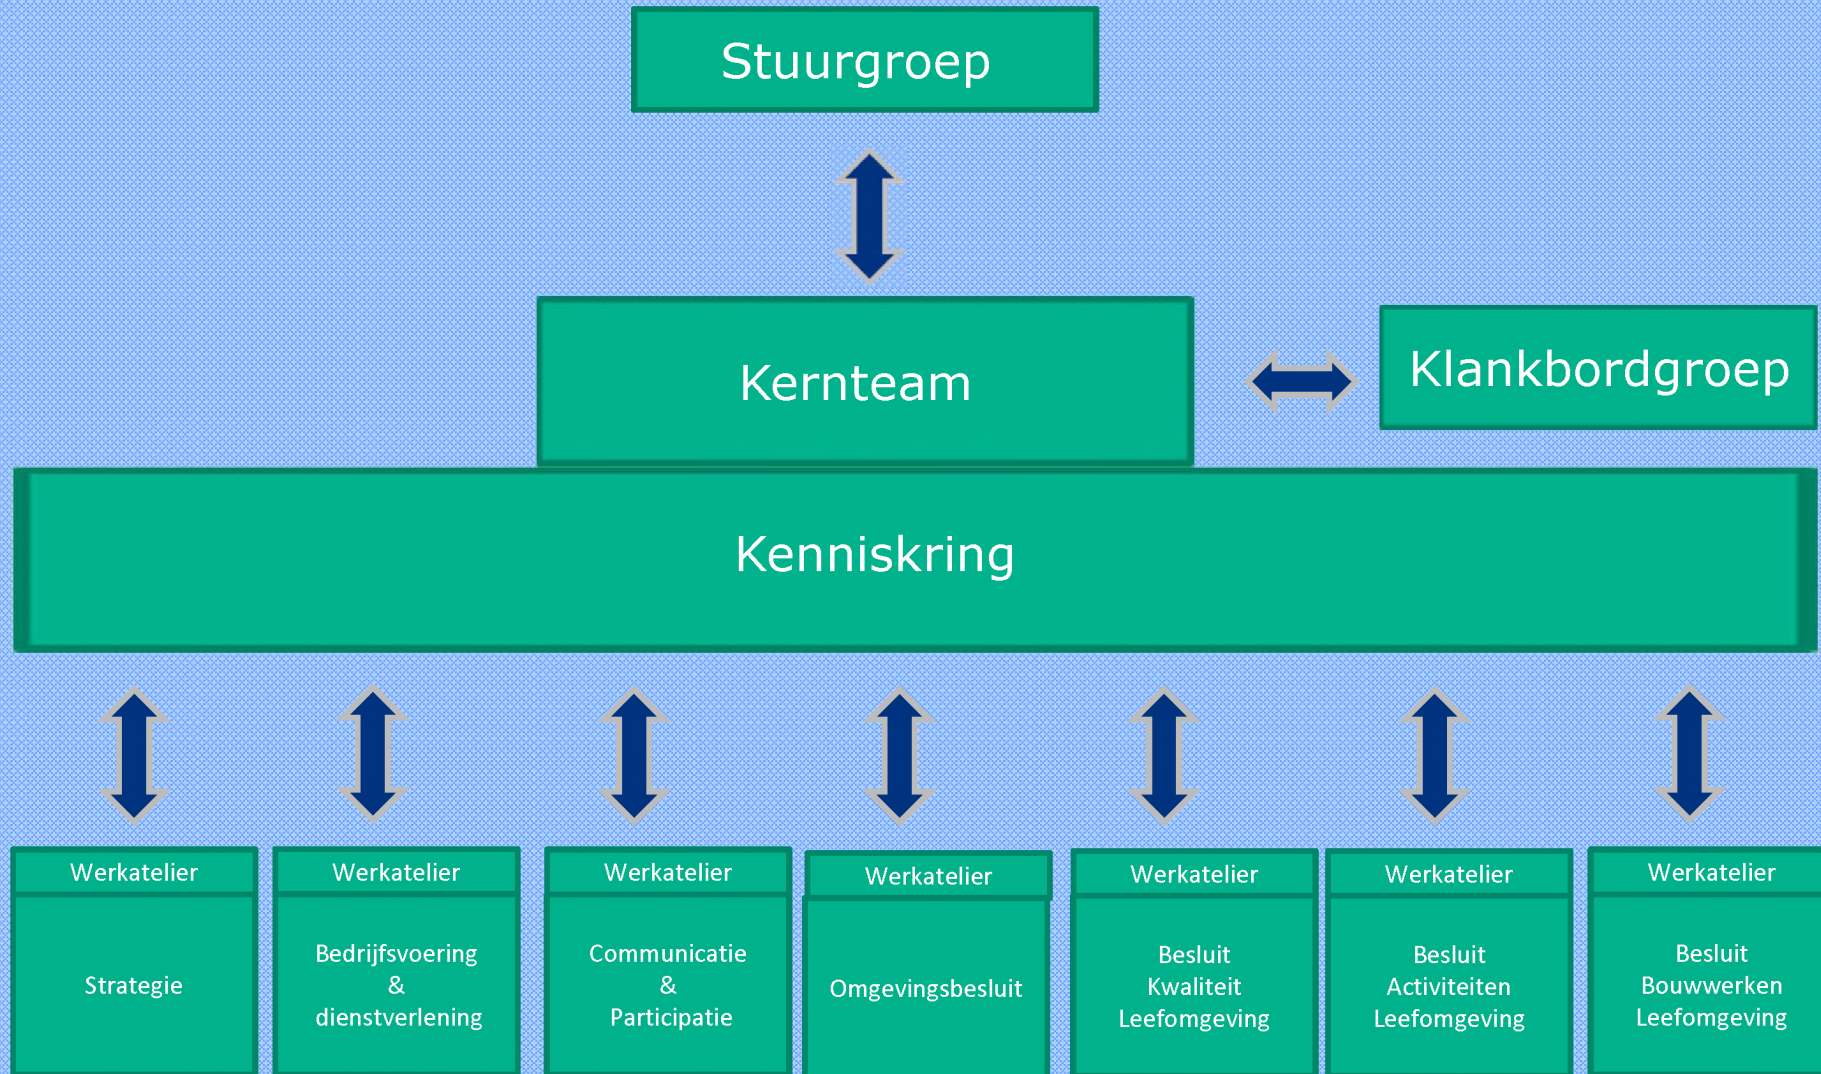 Stuurgroep
Kernteam
Klankbordgroep
Kenniskring
Werkatelier
Strategie
Werkatelier
Bedrijfsvoering
&
dienstverlening
Werkatelier
Communicatie
&
Participatie
Werkatelier
Omgevingsbesluit
Werkatelier
Besluit
Kwaliteit
Leefomgeving
Werkatelier
Besluit
Activiteiten
Leefomgeving
Werkatelier
Besluit
Bouwwerken
Leefomgeving